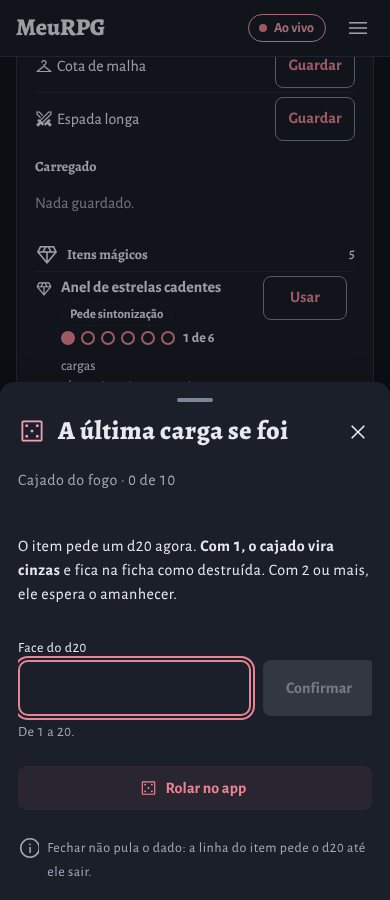 MeuRPG
Ao vivo
Cota de malha
Guardar
Espada longa
Guardar
Carregado
Nada guardado.
Itens mágicos
5
Anel de estrelas cadentes
Usar
Pede sintonização
1 de 6
cargas
A última carga se foi
Cajado do fogo · 0 de 10
O item pede um d20 agora. Com 1, o cajado vira
cinzas e fica na ficha como destruída. Com 2 ou mais,
ele espera o amanhecer.
Face do d20
Confirmar
De 1 a 20.
Rolar no app
Fechar não pula o dado: a linha do item pede o d20 até
ele sair.